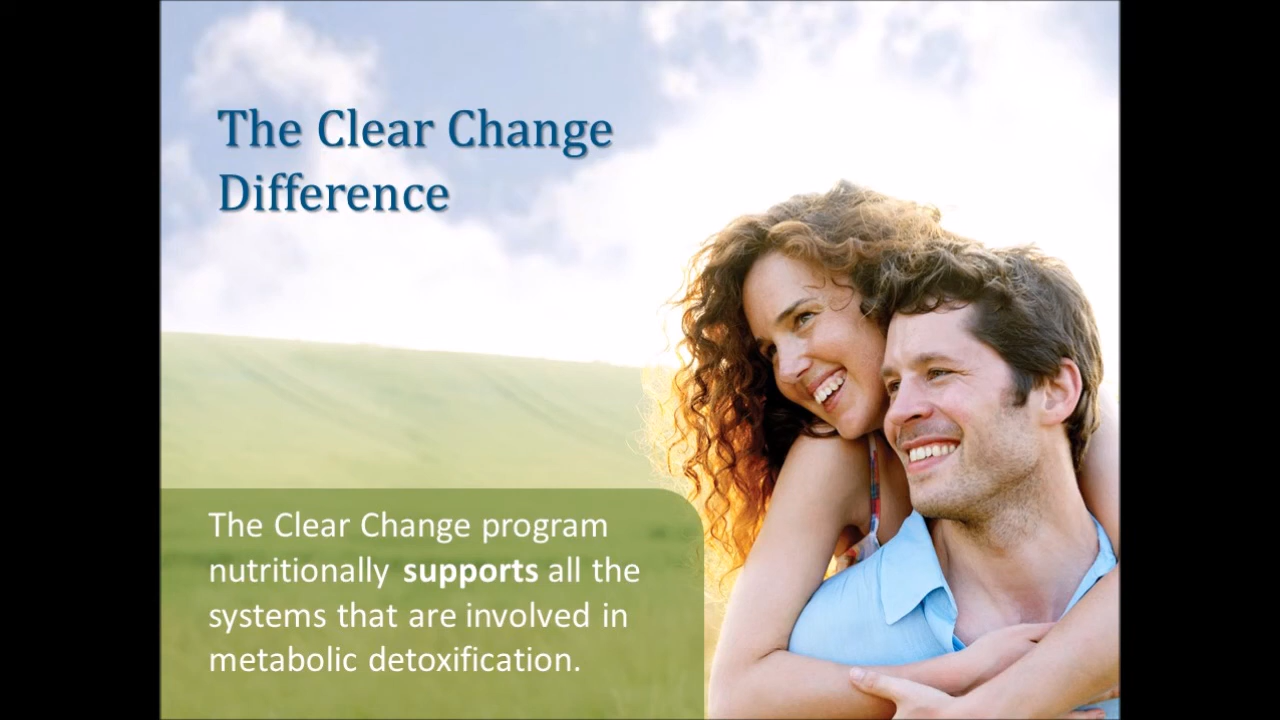 The Clear Change
Difference
The Clear Change program
nutritionally supports all the
systems that are involved in
metabolic detoxification.